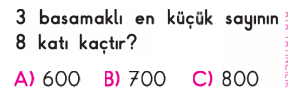 3 basamaklı en küçük sayının
8 katı kaçtır?
A) 600 B) 700 C) 800